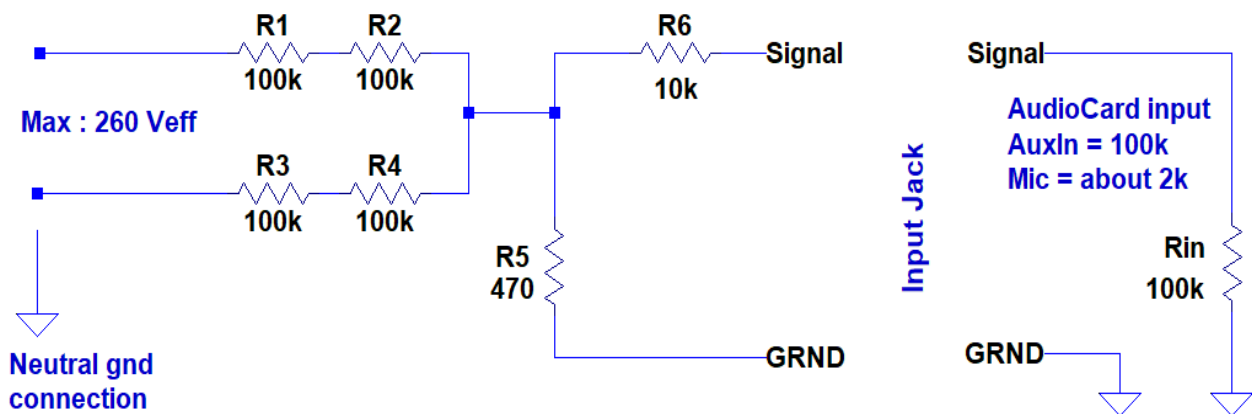 R1
R2
R6
Signal
Signal
100k
100k
10k
Max : 260 Veff
AudioCard input
AuxIn = 100k
Mic = about 2k
R3
R4
100k
100k
R5
470
Input Jack
Rin
100k
GRND
GRND
Neutral gnd
connection